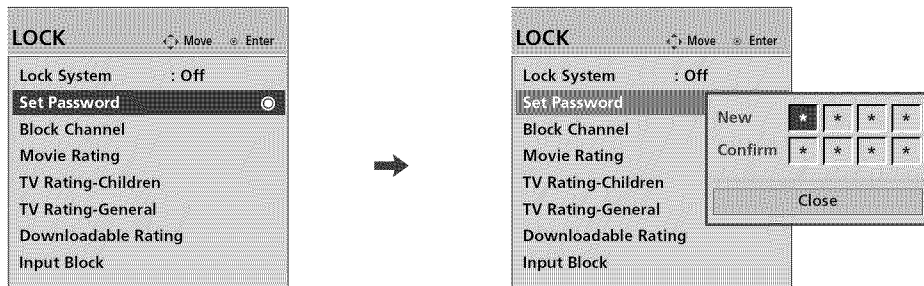 LOCK Move Enter
Lock System : Off
Set Password
Block Channel
Movie Rating
TV Rating-Children
TV Rating-General
Downloadable Rating
Input Block
LOCK Move Enter
Lock System : Off
Set Password
Block Channel
Movie Rating
TV Rating-Children
TV Rating-General
Downloadable Rating
Input Block
New * * * *
Confirm * * * *
Close